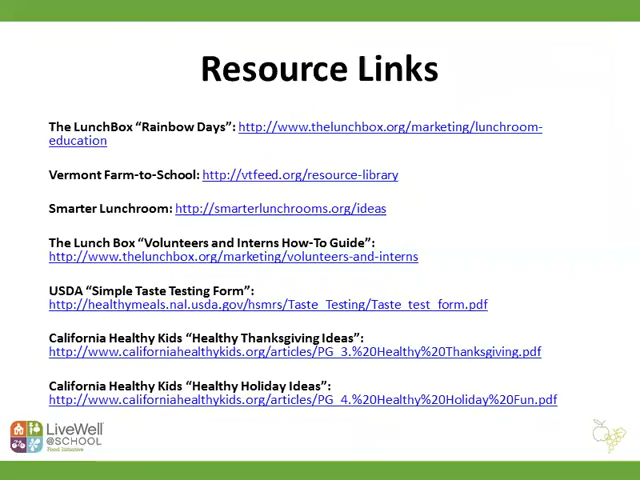 Resource Links
The LunchBox “Rainbow Days”: http://www.thelunchbox.org/marketing/lunchroom-
education
Vermont Farm-to-School: http://vtfeed.org/resource-library
Smarter Lunchroom: http://smarterlunchrooms.org/ideas
The Lunch Box “Volunteers and Interns How-To Guide”:
http://www.thelunchbox.org/marketing/volunteers-and-interns
USDA “Simple Taste Testing Form”:
http://healthymeals.nal.usda.gov/hsmrs/Taste_Testing/Taste_test_form.pdf
California Healthy Kids “Healthy Thanksgiving Ideas”:
http://www.californiahealthykids.org/articles/PG_3.%20Healthy%20Thanksgiving.pdf
California Healthy Kids “Healthy Holiday Ideas”:
http://www.californiahealthykids.org/articles/PG_4.%20Healthy%20Holiday%20Fun.pdf
LiveWell
@SCHOOL
Food Initiative